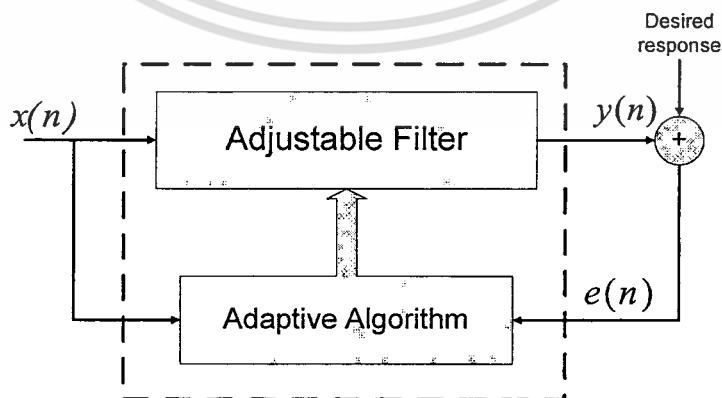 Desired
response
x(n)
Adjustable Filter
y(n)
+
Adaptive Algorithm
e(n)